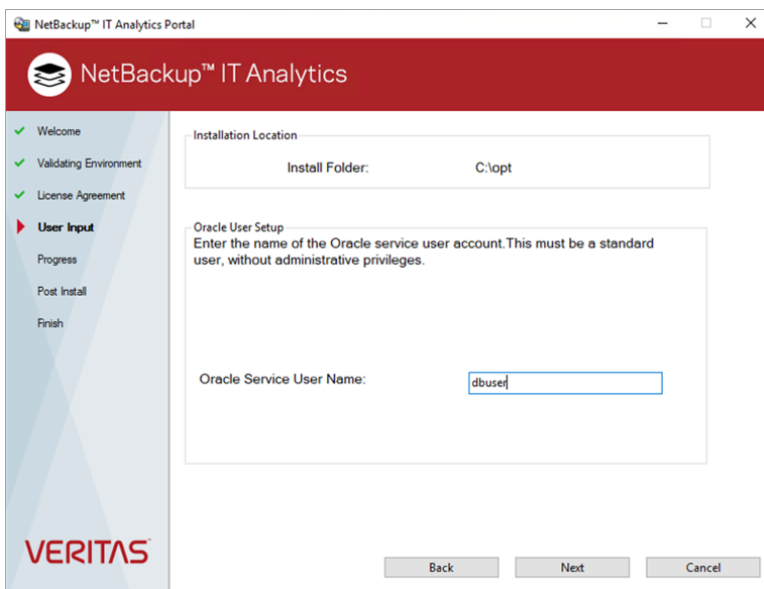 NetBackup™ IT Analytics Portal
NetBackup™ IT Analytics
Welcome
Validating Environment
License Agreement
User Input
Progress
Post Install
Finish
Installation Location
Install Folder: C:\opt
Oracle User Setup
Enter the name of the Oracle service user account.This must be a standard
user, without administrative privileges.
Oracle Service User Name: dbuser
VERITAS
Back Next Cancel